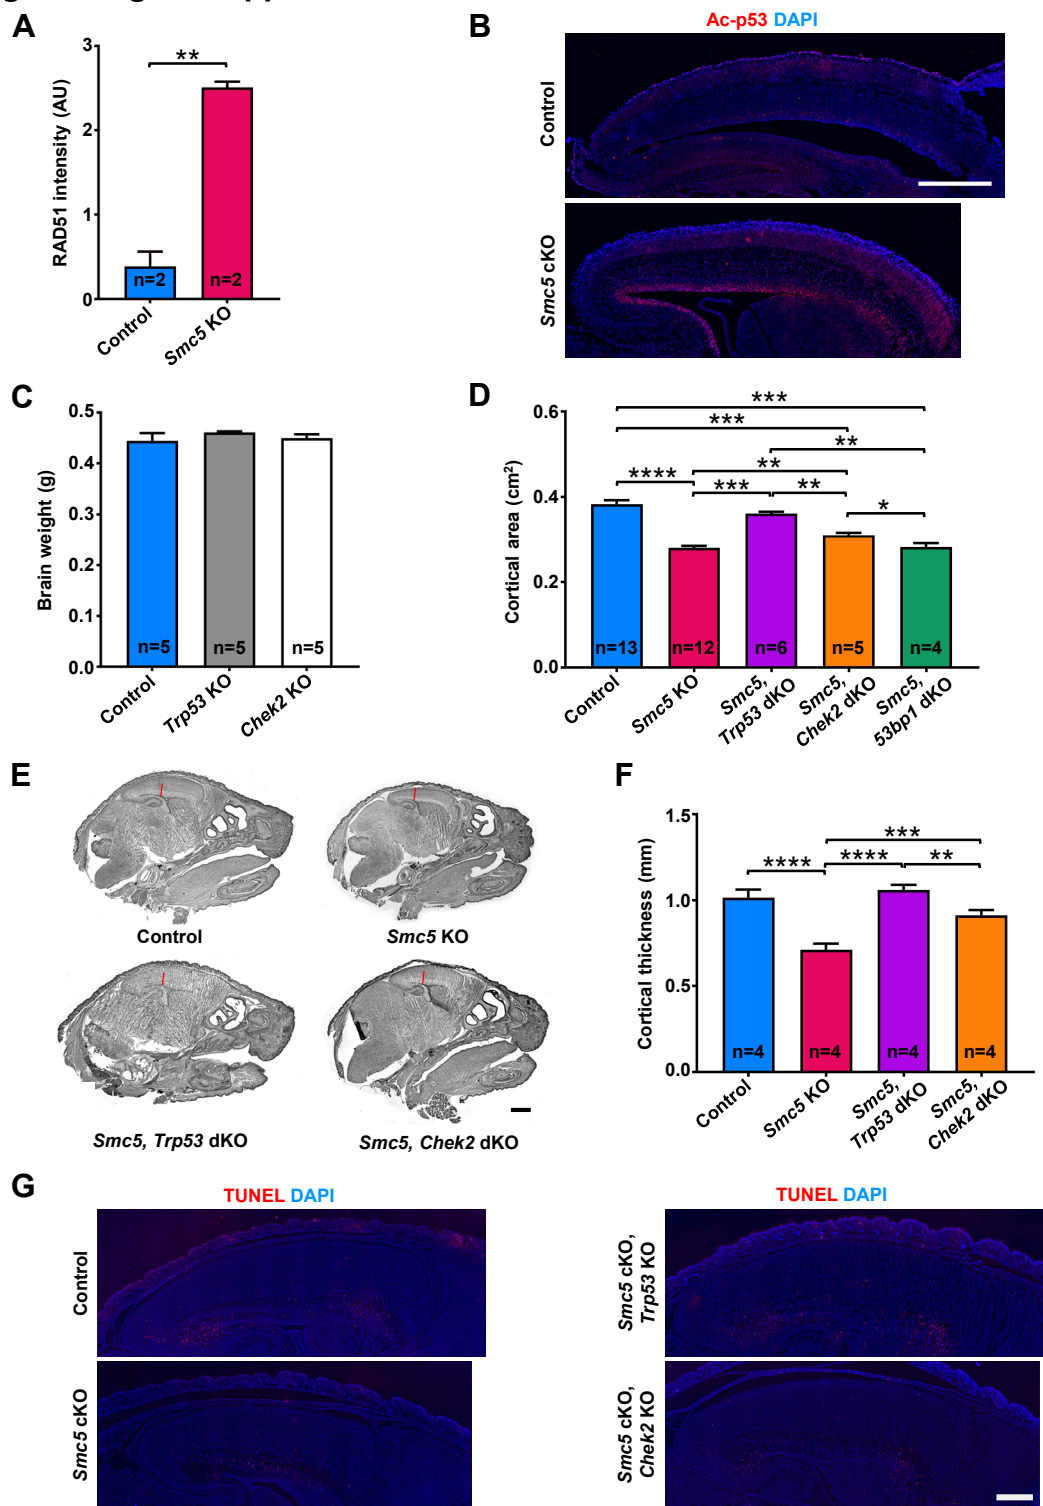 A
RAD51 intensity (AU)
3
2
1
0
**
n=2
n=2
Control
Smc5 KO
B
Ac-p53 DAPI
Control
Smc5 cKO
C
Brain weight (g)
0.5
0.4
0.3
0.2
0.1
0.0
n=5
n=5
n=5
Control
Trp53 KO
Chek2 KO
D
Cortical area (cm²)
0.6
0.4
0.2
0.0
***
***
**
**
****
***
**
*
n=13
n=12
n=6
n=5
n=4
Control
Smc5 KO
Smc5,
Trp53 dKO
Smc5,
Chek2 dKO
Smc5,
53bp1 dKO
E
Control
Smc5 KO
Smc5, Trp53 dKO
Smc5, Chek2 dKO
F
Cortical thickness (mm)
1.5
1.0
0.5
0.0
***
****
****
**
n=4
n=4
n=4
n=4
Control
Smc5 KO
Smc5,
Trp53 dKO
Smc5,
Chek2 dKO
G
TUNEL DAPI
Control
Smc5 cKO
TUNEL DAPI
Smc5 cKO,
Trp53 KO
Smc5 cKO,
Chek2 KO